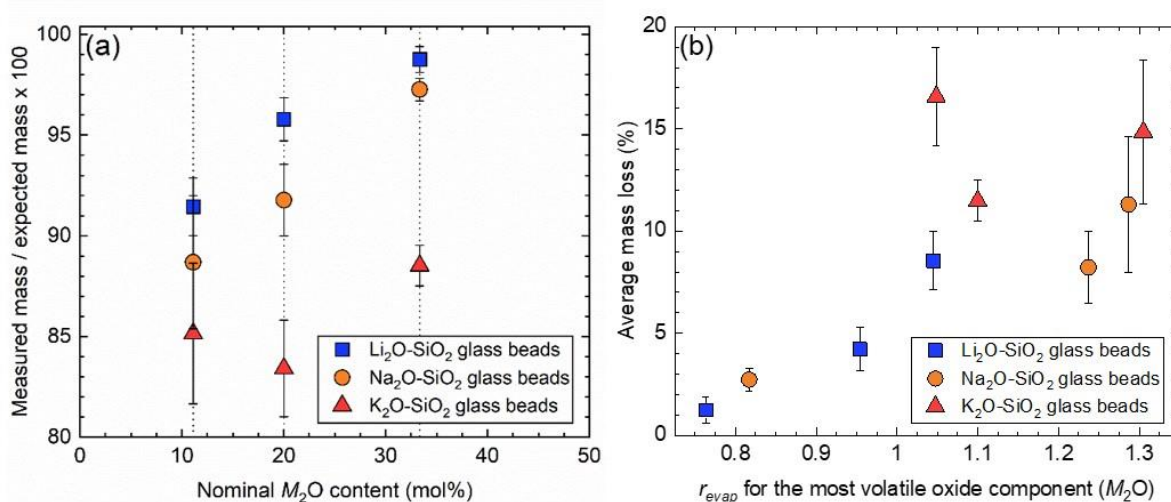 (a)
100
95
90
85
80
Measured mass / expected mass x 100
Li2O-SiO2 glass beads
Na2O-SiO2 glass beads
K2O-SiO2 glass beads
0 10 20 30 40 50
Nominal M2O content (mol%)
(b)
20
15
10
5
0
Average mass loss (%)
Li2O-SiO2 glass beads
Na2O-SiO2 glass beads
K2O-SiO2 glass beads
0.8 0.9 1 1.1 1.2 1.3
revap for the most volatile oxide component (M2O)